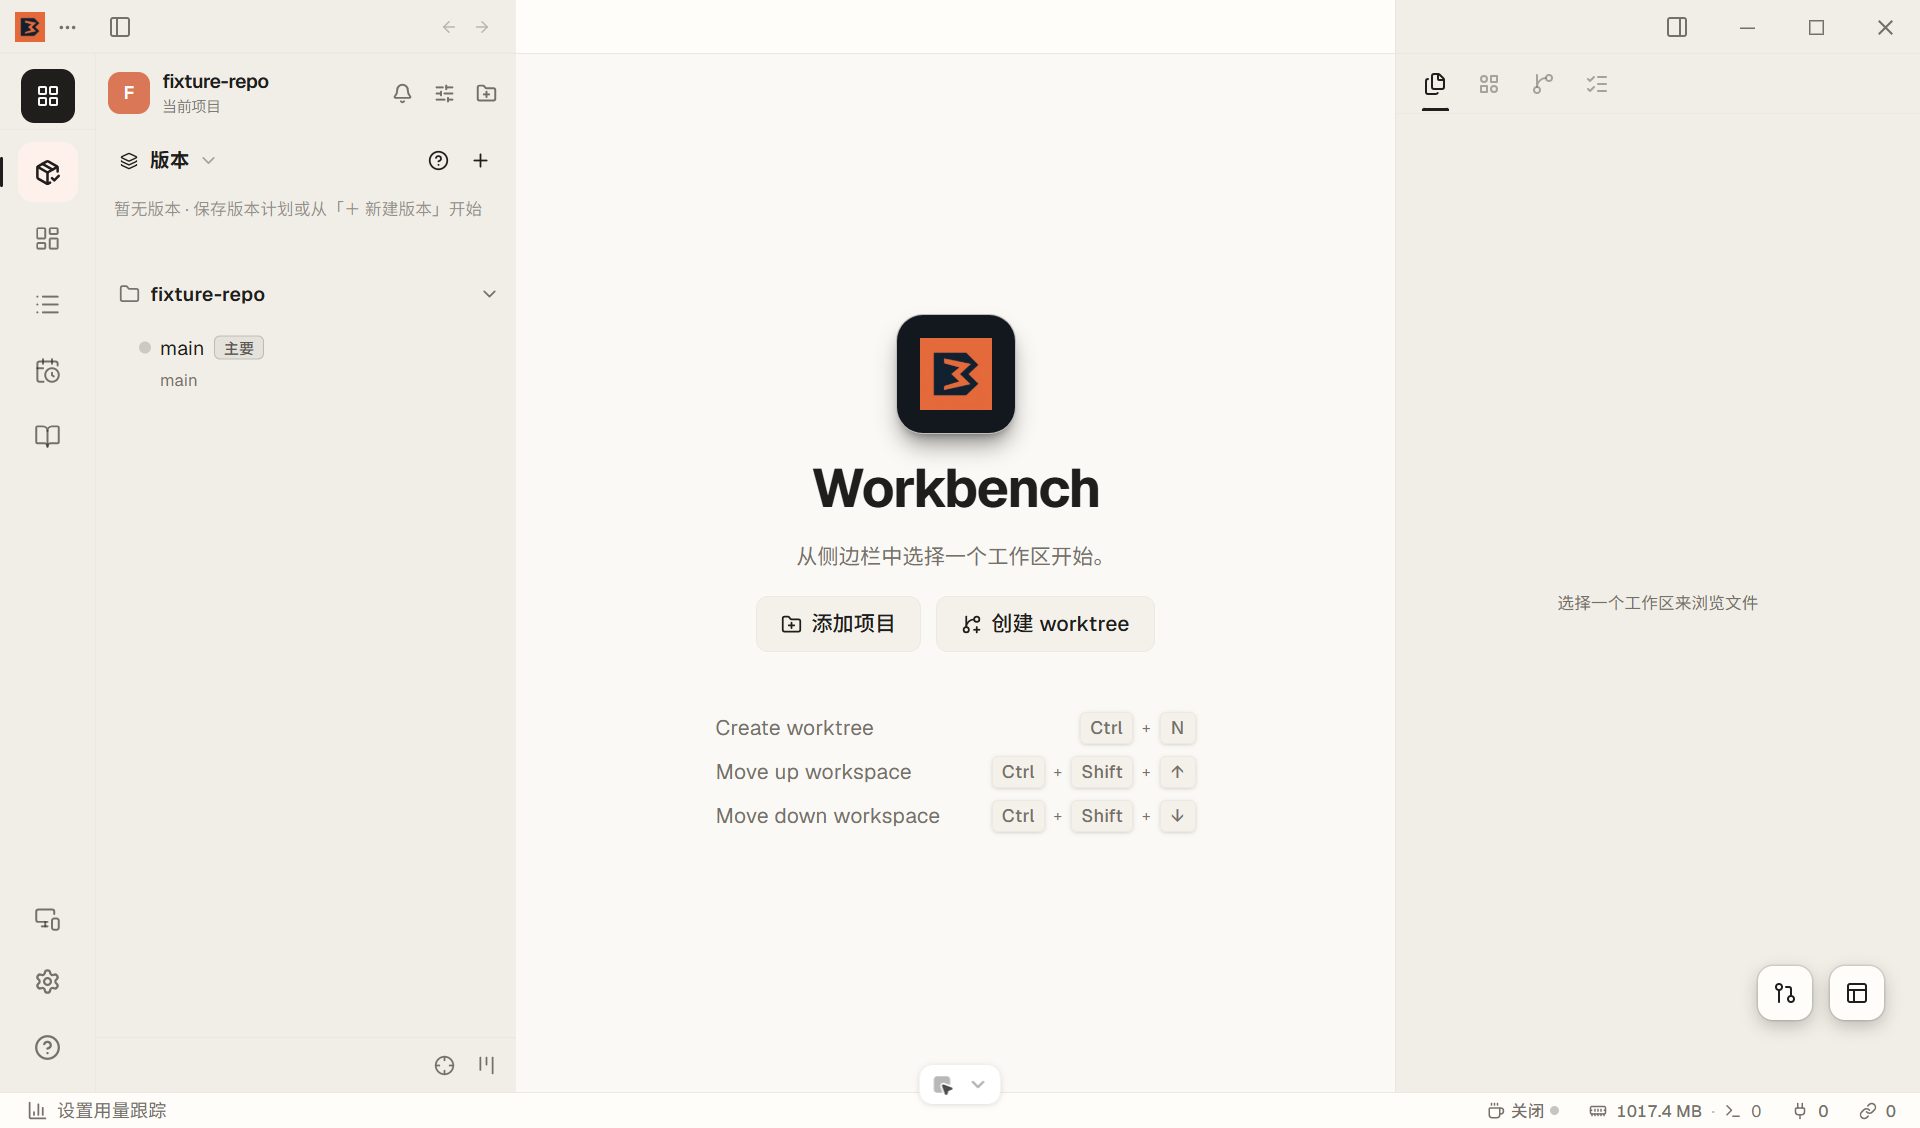 F
fixture-repo
当前项目
版本
暂无版本 · 保存版本计划或从「＋ 新建版本」开始
fixture-repo
main 主要
main
Workbench
从侧边栏中选择一个工作区开始。
添加项目 创建 worktree
Create worktree Ctrl + N
Move up workspace Ctrl + Shift + ↑
Move down workspace Ctrl + Shift + ↓
选择一个工作区来浏览文件
设置用量跟踪 关闭 1017.4 MB · 0 0 0